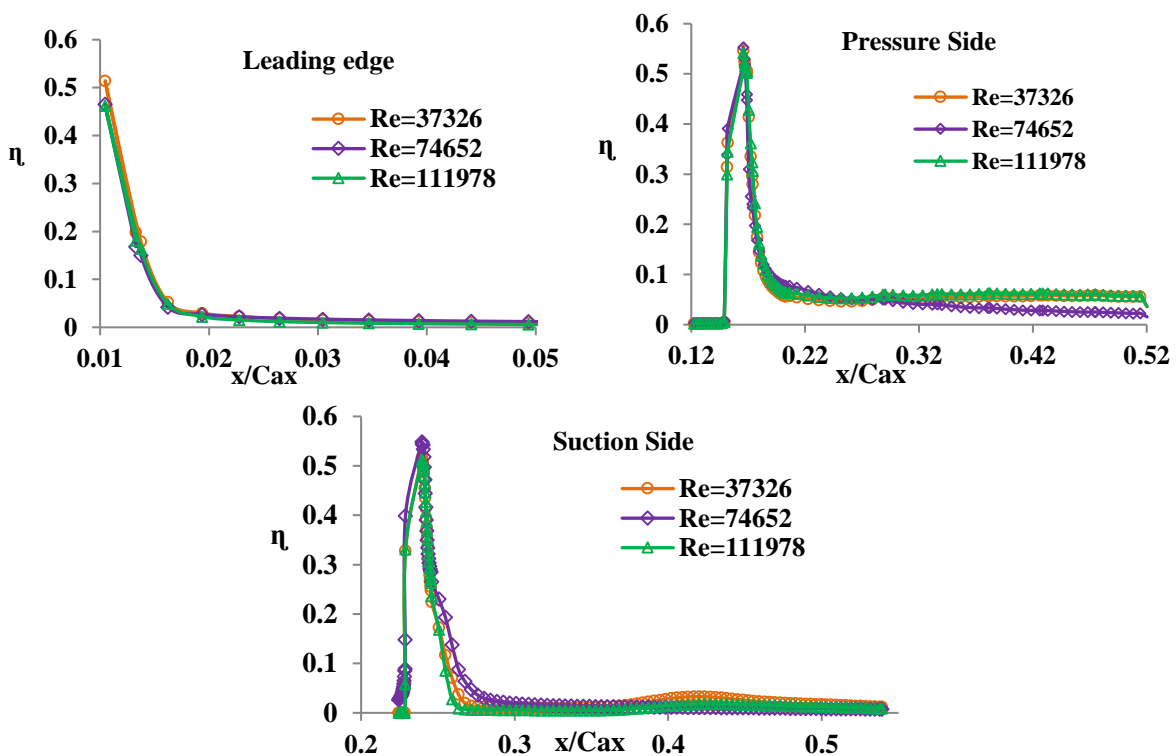 Leading edge
0.6
0.5
0.4
0.3
0.2
0.1
0
η
Re=37326
Re=74652
Re=111978
0.01
0.02
0.03
0.04
0.05
x/Cax
Pressure Side
0.6
0.5
0.4
0.3
0.2
0.1
0
η
Re=37326
Re=74652
Re=111978
0.12
0.22
0.32
0.42
0.52
x/Cax
Suction Side
0.6
0.5
0.4
0.3
0.2
0.1
0
η
Re=37326
Re=74652
Re=111978
0.2
0.3
0.4
0.5
x/Cax